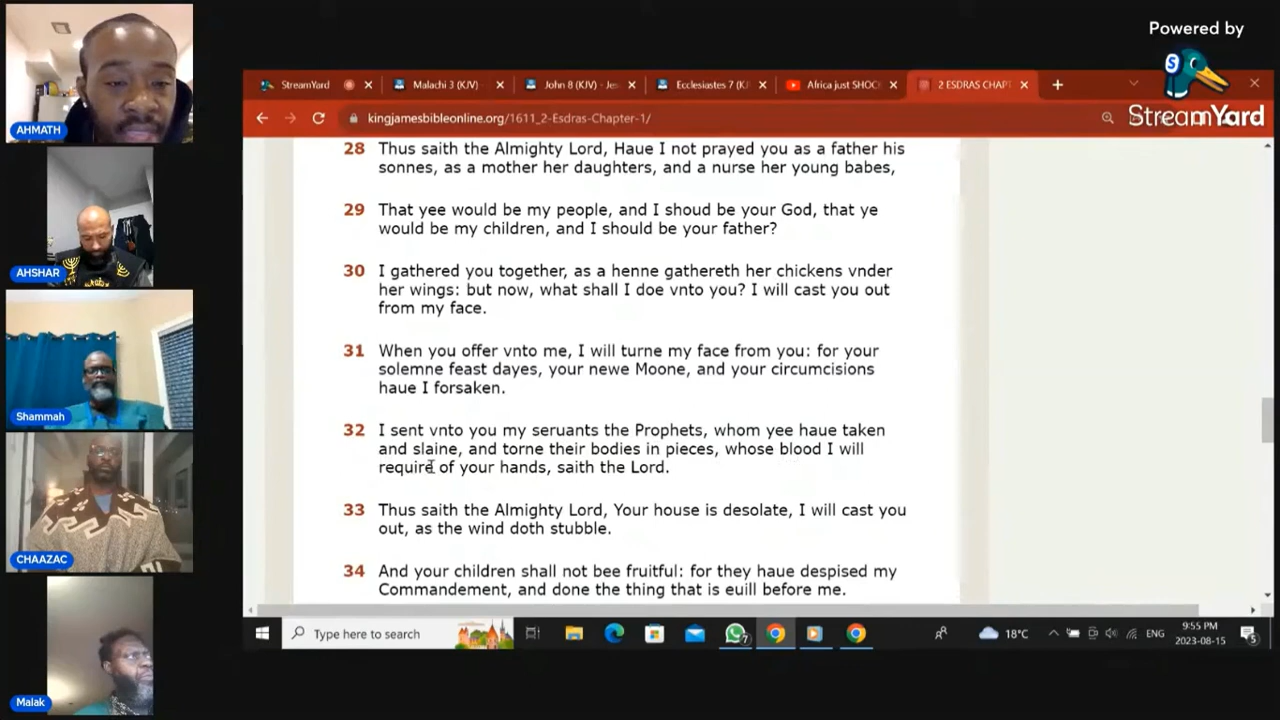 Powered by
StreamYard
AHMATH
AHSHAR
Shammah
CHAAZAC
Malak
StreamYard
Malachi 3 (KJV) -
John 8 (KJV) - Jes
Ecclesiastes 7 (KJ
Africa just SHOC
2 ESDRAS CHAPT
kingjamesbibleonline.org/1611_2-Esdras-Chapter-1/
28 Thus saith the Almighty Lord, Haue I not prayed you as a father his
sonnes, as a mother her daughters, and a nurse her young babes,
29 That yee would be my people, and I shoud be your God, that ye
would be my children, and I should be your father?
30 I gathered you together, as a henne gathereth her chickens vnder
her wings: but now, what shall I doe vnto you? I will cast you out
from my face.
31 When you offer vnto me, I will turne my face from you: for your
solemne feast dayes, your newe Moone, and your circumcisions
haue I forsaken.
32 I sent vnto you my seruants the Prophets, whom yee haue taken
and slaine, and torne their bodies in pieces, whose blood I will
require of your hands, saith the Lord.
33 Thus saith the Almighty Lord, Your house is desolate, I will cast you
out, as the wind doth stubble.
34 And your children shall not bee fruitful: for they haue despised my
Commandement, and done the thing that is euill before me.
Type here to search
18°C
ENG
9:55 PM
2023-08-15